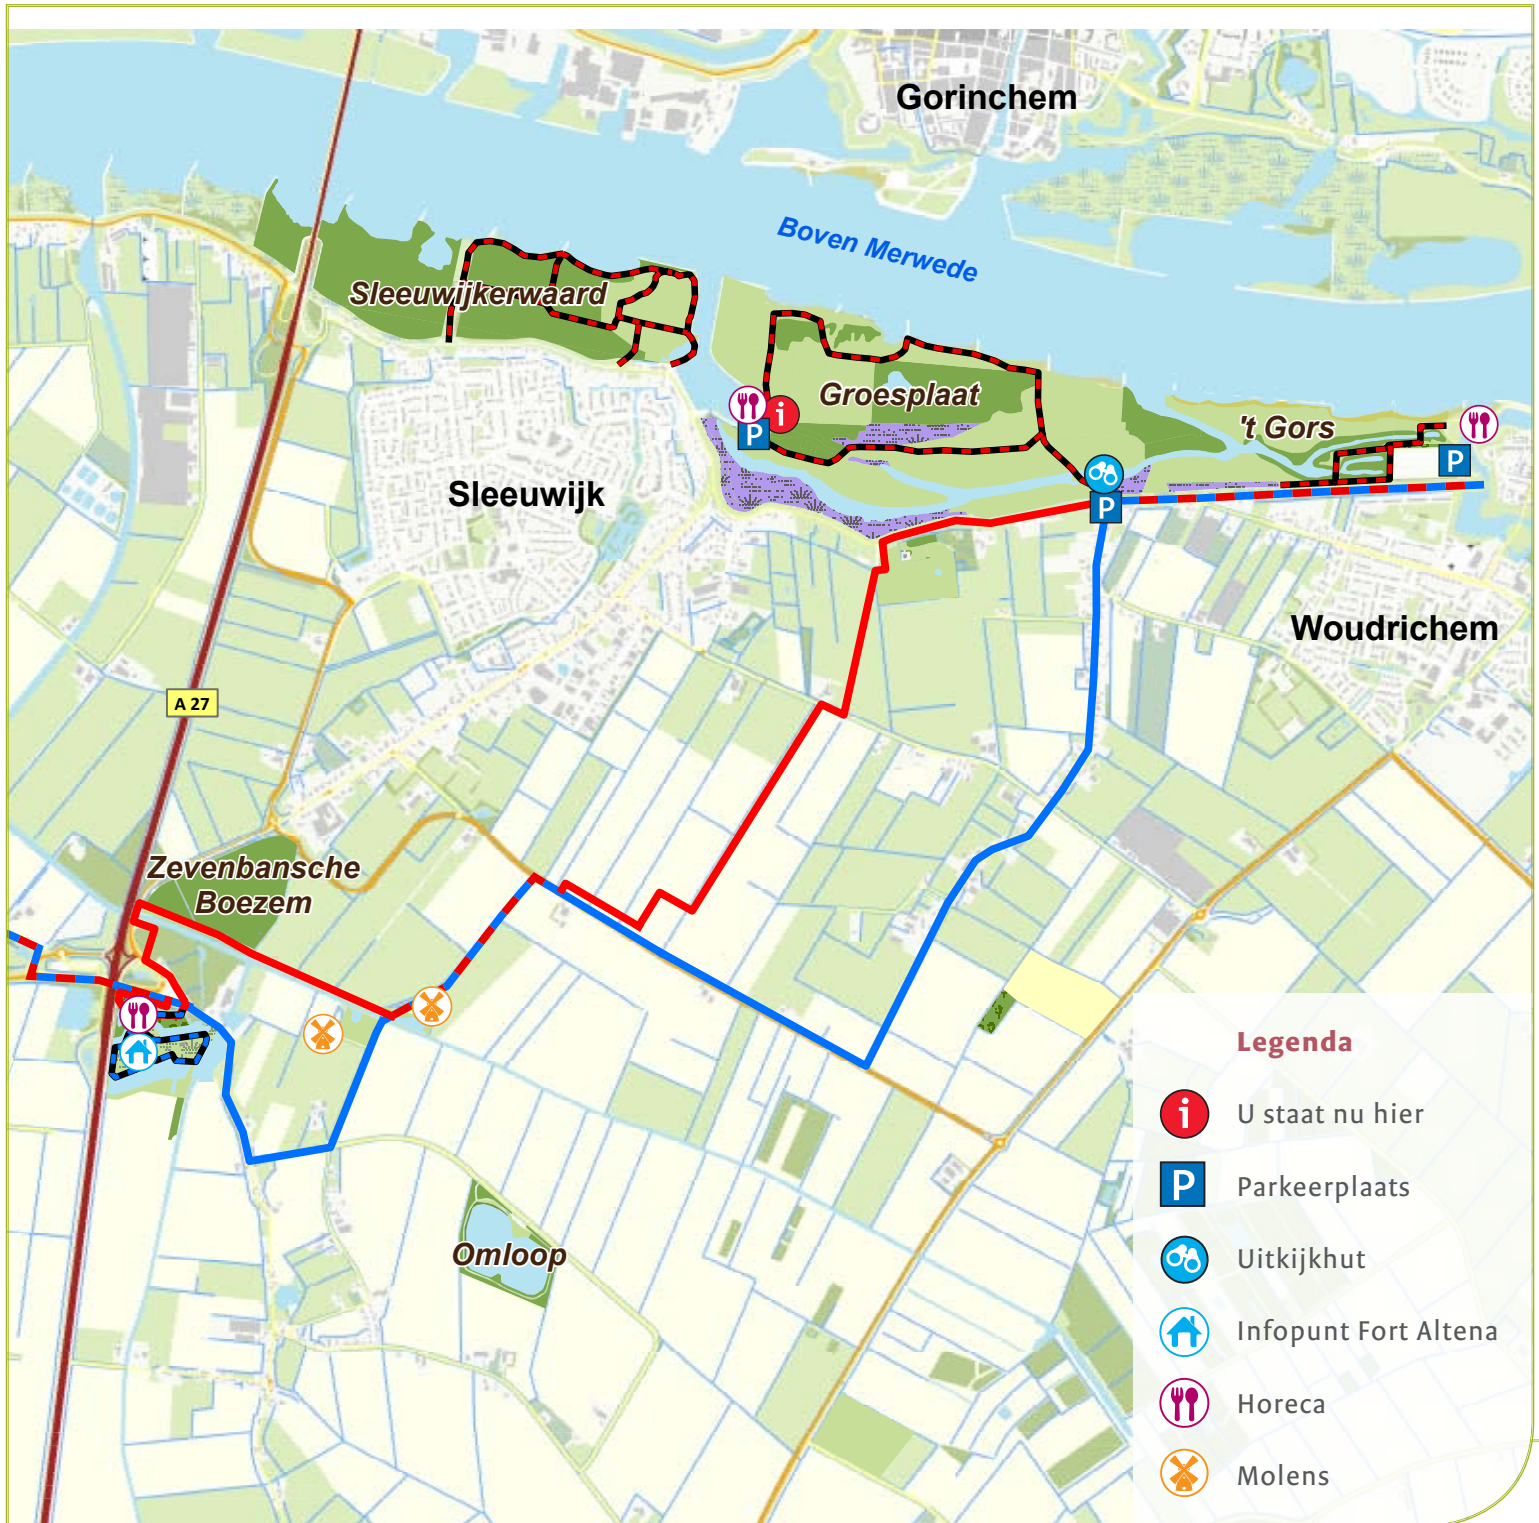 Gorinchem
Boven Merwede
Sleeuwijkerwaard
Groesplaat
i
P
't Gors
P
Sleeuwijk
P
Woudrichem
A 27
Zevenbansche
Boezem
Omloop
Legenda
i U staat nu hier
P Parkeerplaats
Uitkijkhut
Infopunt Fort Altena
Horeca
Molens